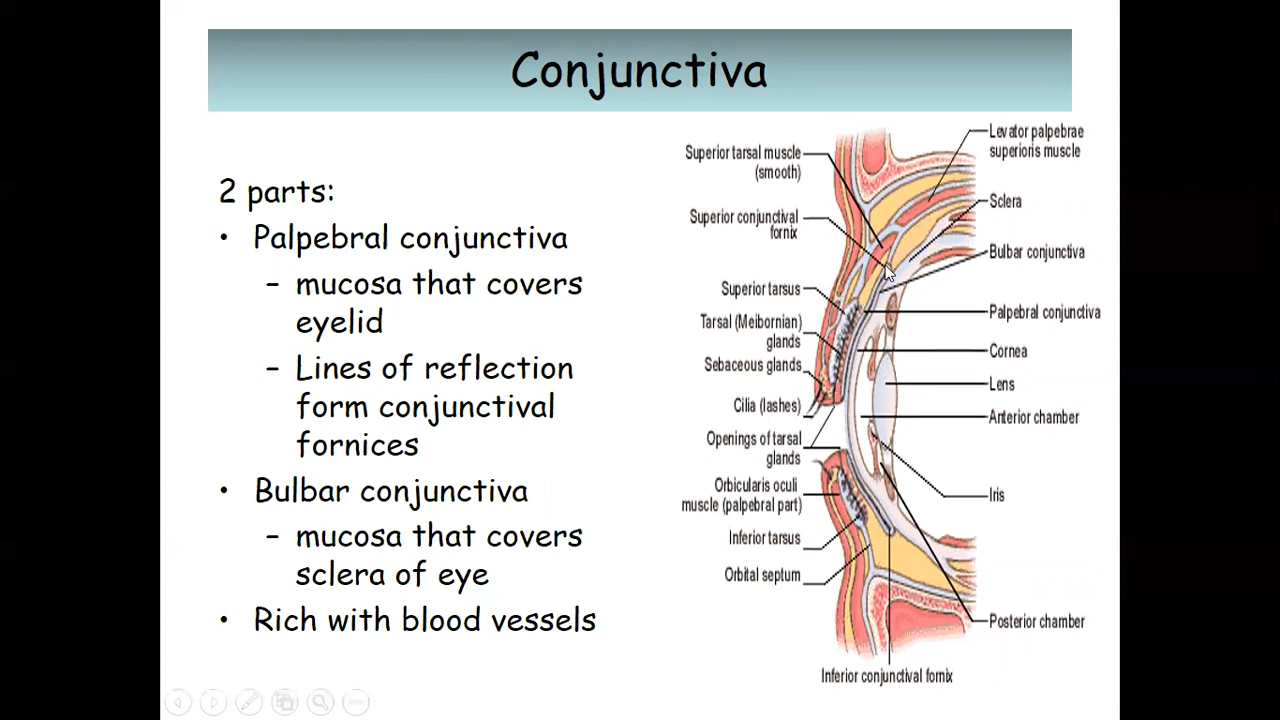 Conjunctiva
2 parts:
• Palpebral conjunctiva
– mucosa that covers
eyelid
– Lines of reflection
form conjunctival
fornices
• Bulbar conjunctiva
– mucosa that covers
sclera of eye
• Rich with blood vessels
Superior tarsal muscle
(smooth)
Superior conjunctival
fornix
Superior tarsus
Tarsal (Meibornian)
glands
Sebaceous glands
Cilia (lashes)
Openings of tarsal
glands
Orbicularis oculi
muscle (palpebral part)
Inferior tarsus
Orbital septum
Levator palpebrae
superioris muscle
Sclera
Bulbar conjunctiva
Palpebral conjunctiva
Cornea
Lens
Anterior chamber
Iris
Posterior chamber
Inferior conjunctival fornix